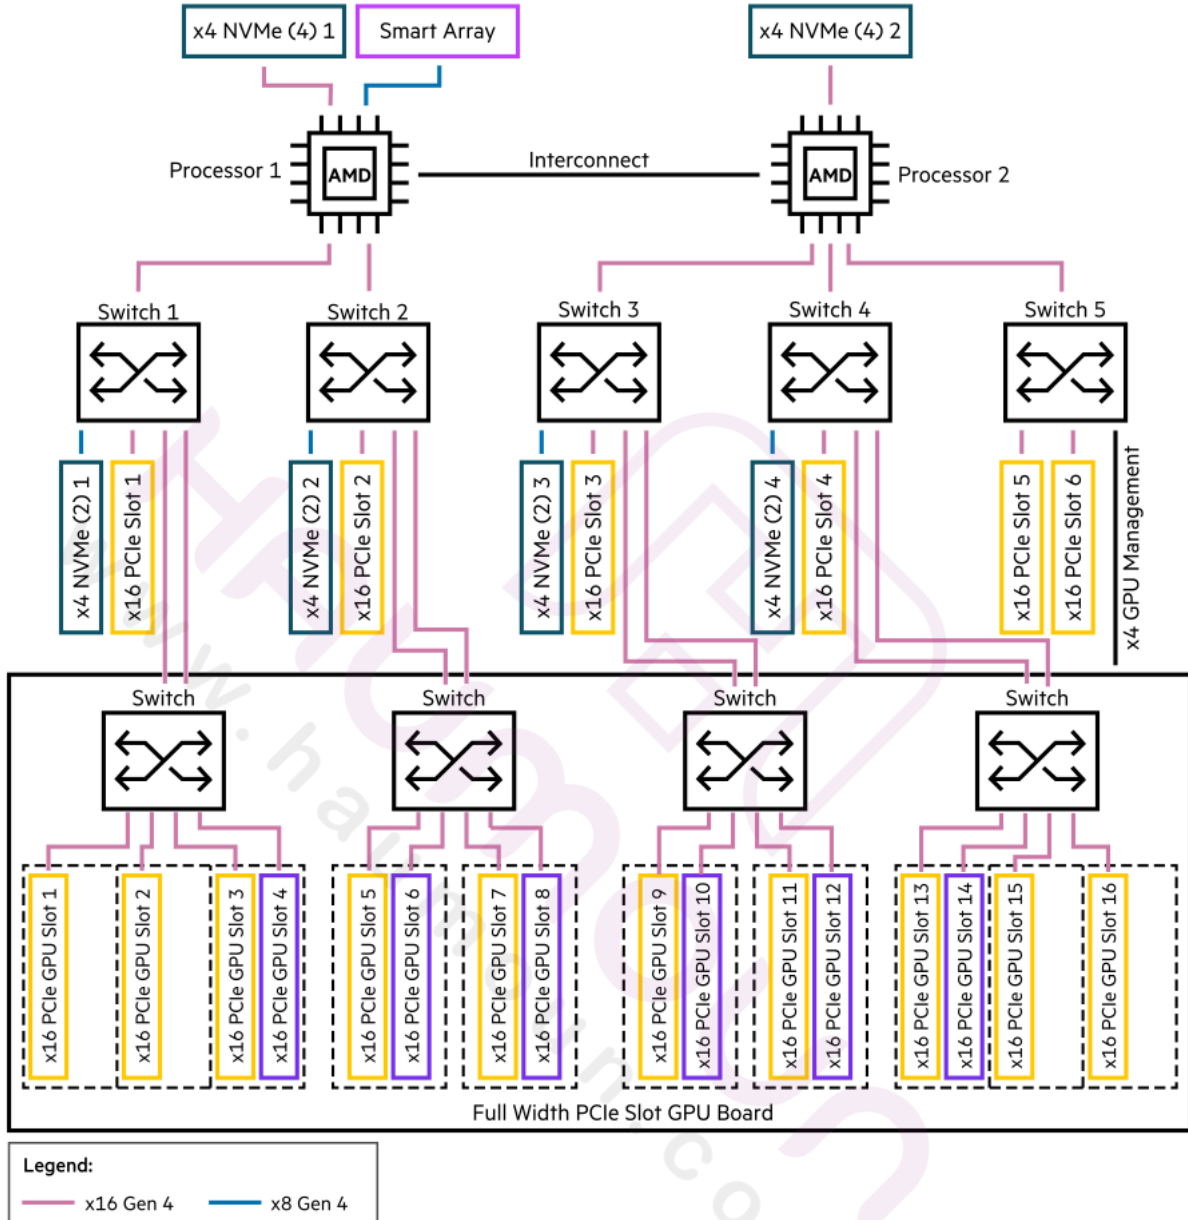 x4 NVMe (4) 1
Smart Array
x4 NVMe (4) 2
Processor 1
AMD
Interconnect
AMD
Processor 2
Switch 1
Switch 2
Switch 3
Switch 4
Switch 5
x4 NVMe (2) 1
x16 PCIe Slot 1
x4 NVMe (2) 2
x16 PCIe Slot 2
x4 NVMe (2) 3
x16 PCIe Slot 3
x4 NVMe (2) 4
x16 PCIe Slot 4
x16 PCIe Slot 5
x16 PCIe Slot 6
x4 GPU Management
Switch
Switch
Switch
Switch
x16 PCIe GPU Slot 1
x16 PCIe GPU Slot 2
x16 PCIe GPU Slot 3
x16 PCIe GPU Slot 4
x16 PCIe GPU Slot 5
x16 PCIe GPU Slot 6
x16 PCIe GPU Slot 7
x16 PCIe GPU Slot 8
x16 PCIe GPU Slot 9
x16 PCIe GPU Slot 10
x16 PCIe GPU Slot 11
x16 PCIe GPU Slot 12
x16 PCIe GPU Slot 13
x16 PCIe GPU Slot 14
x16 PCIe GPU Slot 15
x16 PCIe GPU Slot 16
Full Width PCIe Slot GPU Board
Legend:
x16 Gen 4
x8 Gen 4
Haumoun
www.haumoun.co